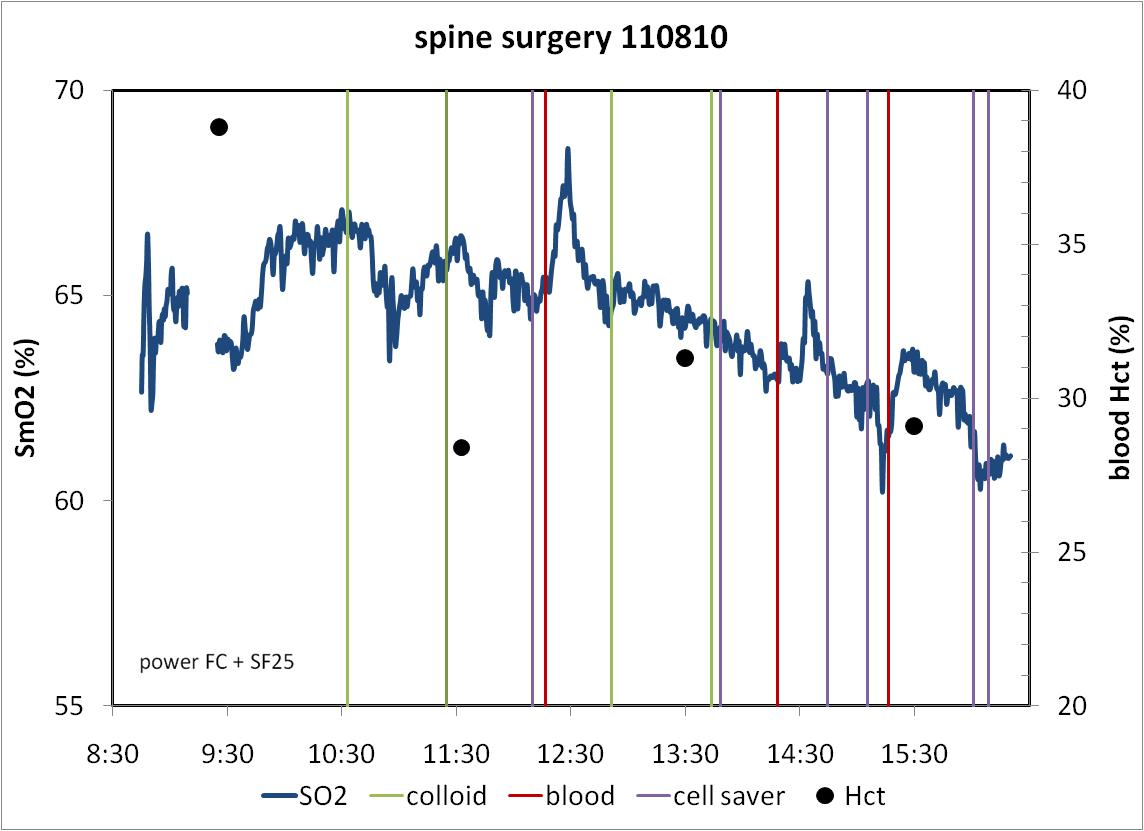 spine surgery 110810
70
65
60
55
SmO2 (%)
40
35
30
25
20
blood Hct (%)
power FC + SF25
8:30 9:30 10:30 11:30 12:30 13:30 14:30 15:30
SO2 colloid blood cell saver Hct